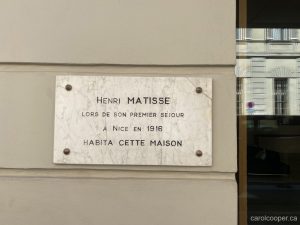 HENRI MATISSE
LORS DE SON PREMIER SEJOUR
A NICE EN 1916
HABITA CETTE MAISON
carolcooper.ca